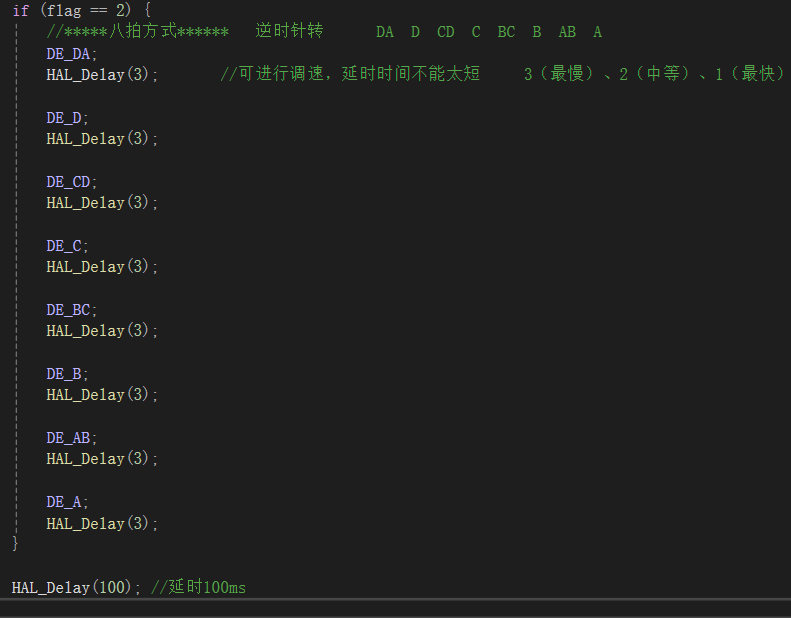 if (flag == 2) {
//*****八拍方式****** 逆时针转 DA D CD C BC B AB A
DE_DA;
HAL_Delay(3); //可进行调速，延时时间不能太短 3（最慢）、2（中等）、1（最快）
DE_D;
HAL_Delay(3);
DE_CD;
HAL_Delay(3);
DE_C;
HAL_Delay(3);
DE_BC;
HAL_Delay(3);
DE_B;
HAL_Delay(3);
DE_AB;
HAL_Delay(3);
DE_A;
HAL_Delay(3);
}
HAL_Delay(100); //延时100ms